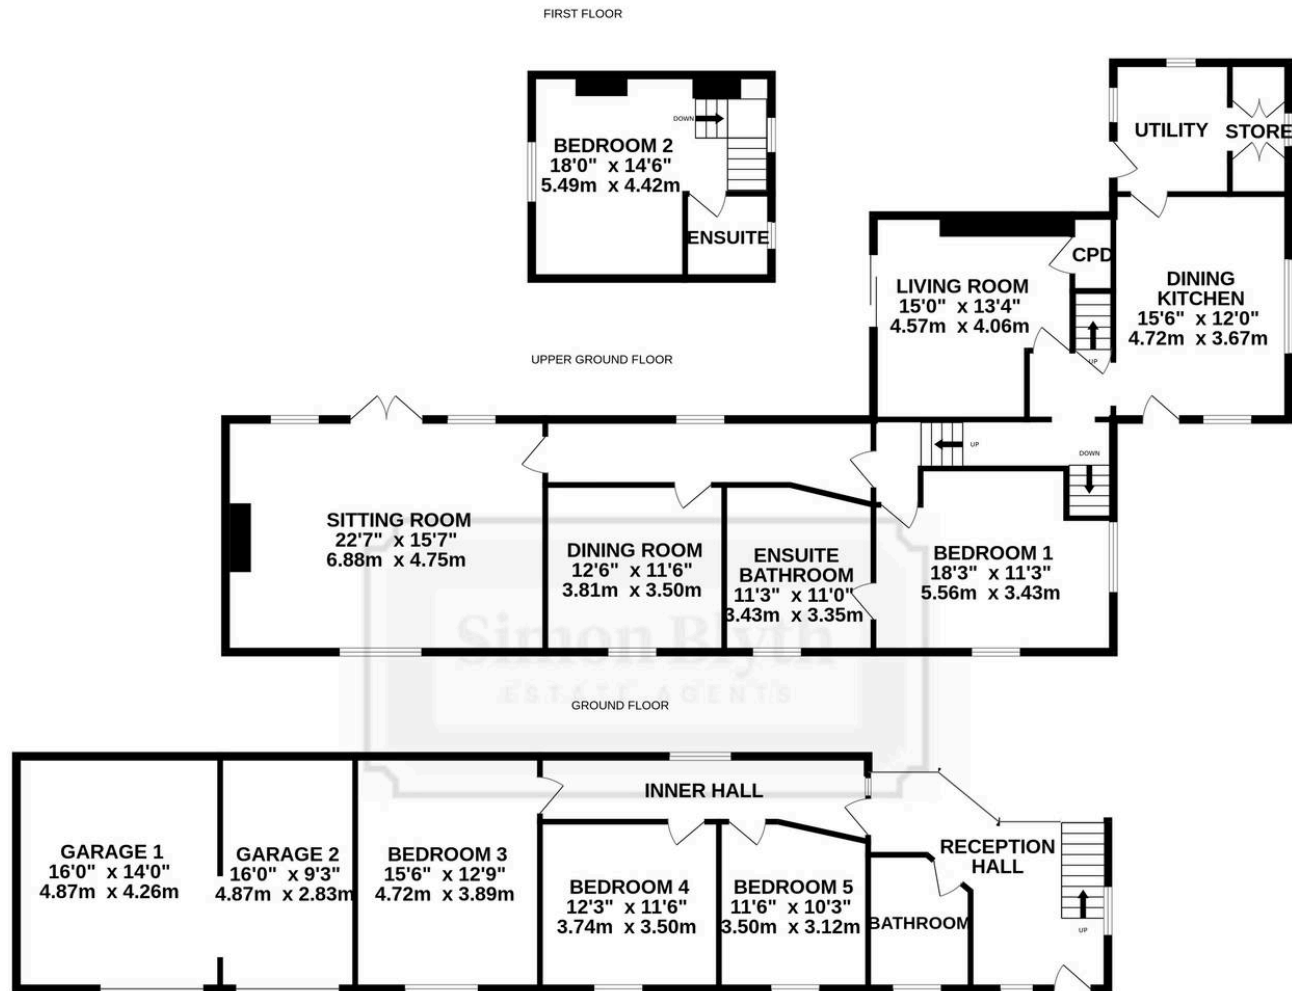 FIRST FLOOR
BEDROOM 2
18'0" x 14'6"
5.49m x 4.42m
DOWN
ENSUITE
UTILITY
STORE
CPD
LIVING ROOM
15'0" x 13'4"
4.57m x 4.06m
UP
DINING
KITCHEN
15'6" x 12'0"
4.72m x 3.67m
UPPER GROUND FLOOR
UP
DOWN
SITTING ROOM
22'7" x 15'7"
6.88m x 4.75m
DINING ROOM
12'6" x 11'6"
3.81m x 3.50m
ENSUITE
BATHROOM
11'3" x 11'0"
3.43m x 3.35m
BEDROOM 1
18'3" x 11'3"
5.56m x 3.43m
Simon Blyth
ESTATE AGENTS
GROUND FLOOR
GARAGE 1
16'0" x 14'0"
4.87m x 4.26m
GARAGE 2
16'0" x 9'3"
4.87m x 2.83m
BEDROOM 3
15'6" x 12'9"
4.72m x 3.89m
INNER HALL
BEDROOM 4
12'3" x 11'6"
3.74m x 3.50m
BEDROOM 5
11'6" x 10'3"
3.50m x 3.12m
BATHROOM
RECEPTION
HALL
UP